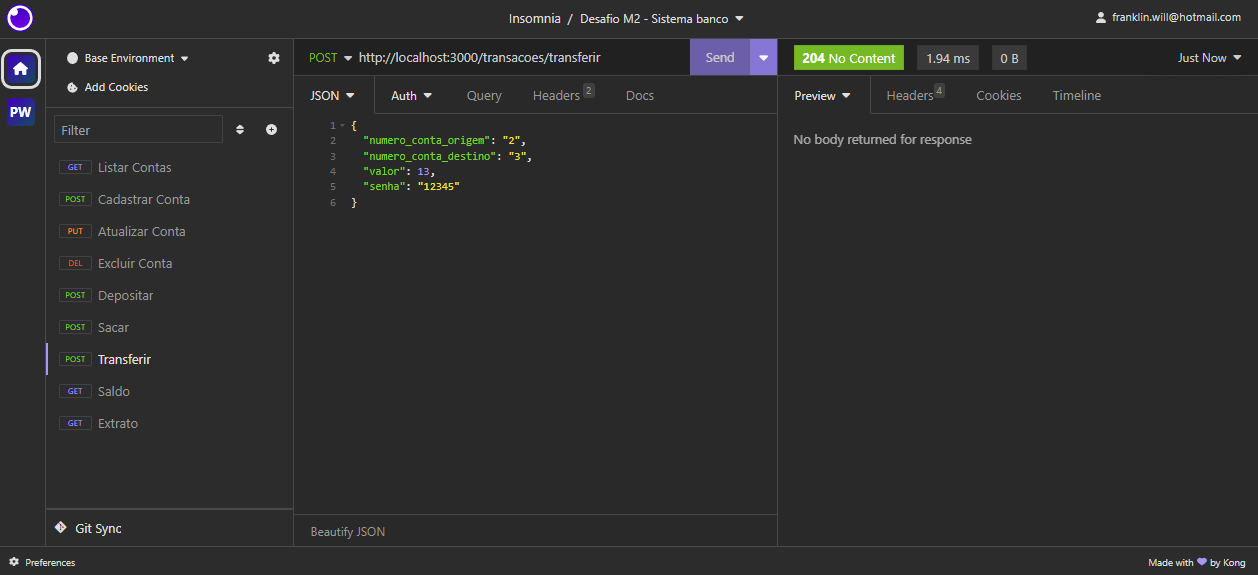 Insomnia / Desafio M2 - Sistema banco
franklin.will@hotmail.com
PW
Base Environment
Add Cookies
Filter
GET Listar Contas
POST Cadastrar Conta
PUT Atualizar Conta
DEL Excluir Conta
POST Depositar
POST Sacar
POST Transferir
GET Saldo
GET Extrato
Git Sync
POST http://localhost:3000/transacoes/transferir Send
JSON Auth Query Headers 2 Docs
1 {
2 "numero_conta_origem": "2",
3 "numero_conta_destino": "3",
4 "valor": 13,
5 "senha": "12345"
6 }
Beautify JSON
204 No Content 1.94 ms 0 B Just Now
Preview Headers 4 Cookies Timeline
No body returned for response
Preferences
Made with by Kong